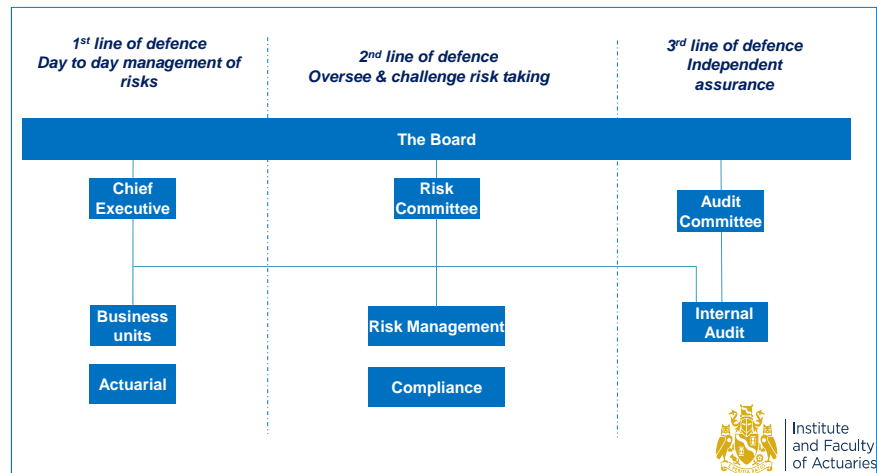 1st line of defence
Day to day management of
risks
2nd line of defence
Oversee & challenge risk taking
3rd line of defence
Independent
assurance
The Board
Chief
Executive
Risk
Committee
Audit
Committee
Business
units
Risk Management
Internal
Audit
Actuarial
Compliance
Institute
and Faculty
of Actuaries